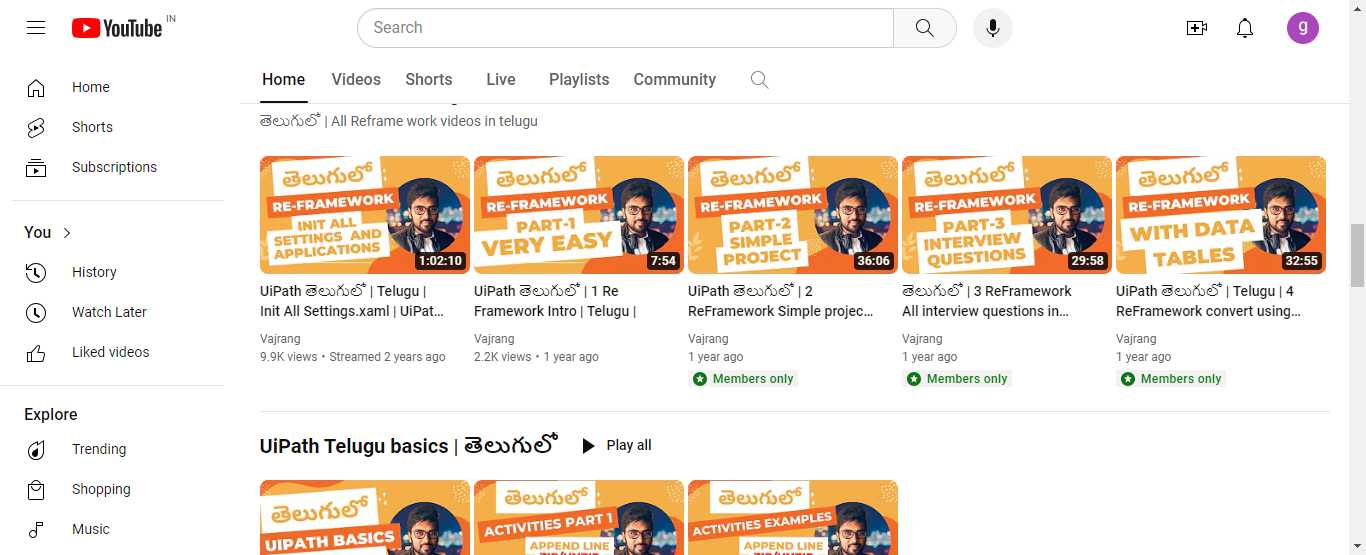 YouTube IN
Search
g
Home
Shorts
Subscriptions
You
History
Watch Later
Liked videos
Explore
Trending
Shopping
Music
Home Videos Shorts Live Playlists Community
తెలుగులో | All Reframe work videos in telugu
తెలుగులో
RE-FRAMEWORK
INIT ALL
SETTINGS AND
APPLICATIONS
1:02:10
UiPath తెలుగులో | Telugu |
Init All Settings.xaml | UiPat...
Vajrang
9.9K views • Streamed 2 years ago
తెలుగులో
RE-FRAMEWORK
PART-1
VERY EASY
7:54
UiPath తెలుగులో | 1 Re
Framework Intro | Telugu |
Vajrang
2.2K views • 1 year ago
తెలుగులో
RE-FRAMEWORK
PART-2
SIMPLE
PROJECT
36:06
UiPath తెలుగులో | 2
ReFramework Simple projec...
Vajrang
1 year ago
Members only
తెలుగులో
RE-FRAMEWORK
PART-3
INTERVIEW
QUESTIONS
29:58
తెలుగులో | 3 ReFramework
All interview questions in...
Vajrang
1 year ago
Members only
తెలుగులో
RE-FRAMEWORK
WITH DATA
TABLES
32:55
UiPath తెలుగులో | Telugu | 4
ReFramework convert using...
Vajrang
1 year ago
Members only
UiPath Telugu basics | తెలుగులో Play all
తెలుగులో
UIPATH BASICS
తెలుగులో
ACTIVITIES PART 1
APPEND LINE
తెలుగులో
ACTIVITIES EXAMPLES
APPEND LINE